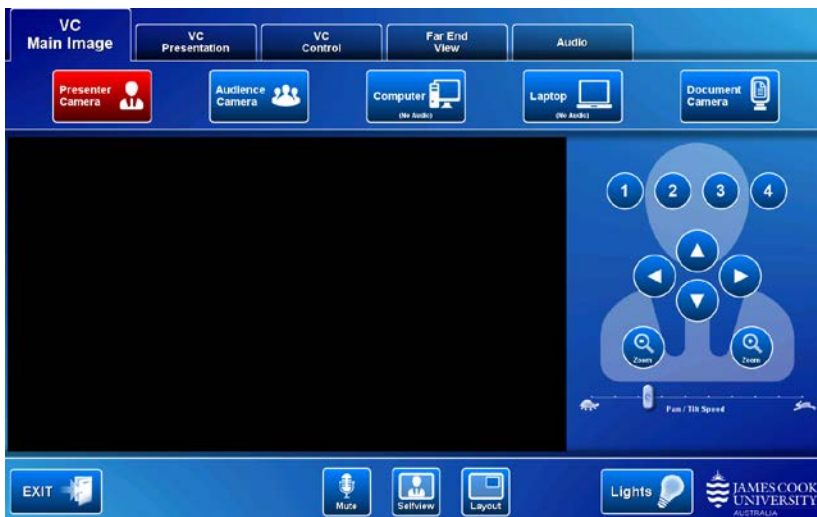 VC
Main Image
VC
Presentation
VC
Control
Far End
View
Audio
Presenter
Camera
Audience
Camera
Computer
(No Audio)
Laptop
(No Audio)
Document
Camera
1 2 3 4
Zoom Zoom
Pan / Tilt Speed
EXIT
Mute
Selfview
Layout
Lights
JAMES COOK
UNIVERSITY
AUSTRALIA